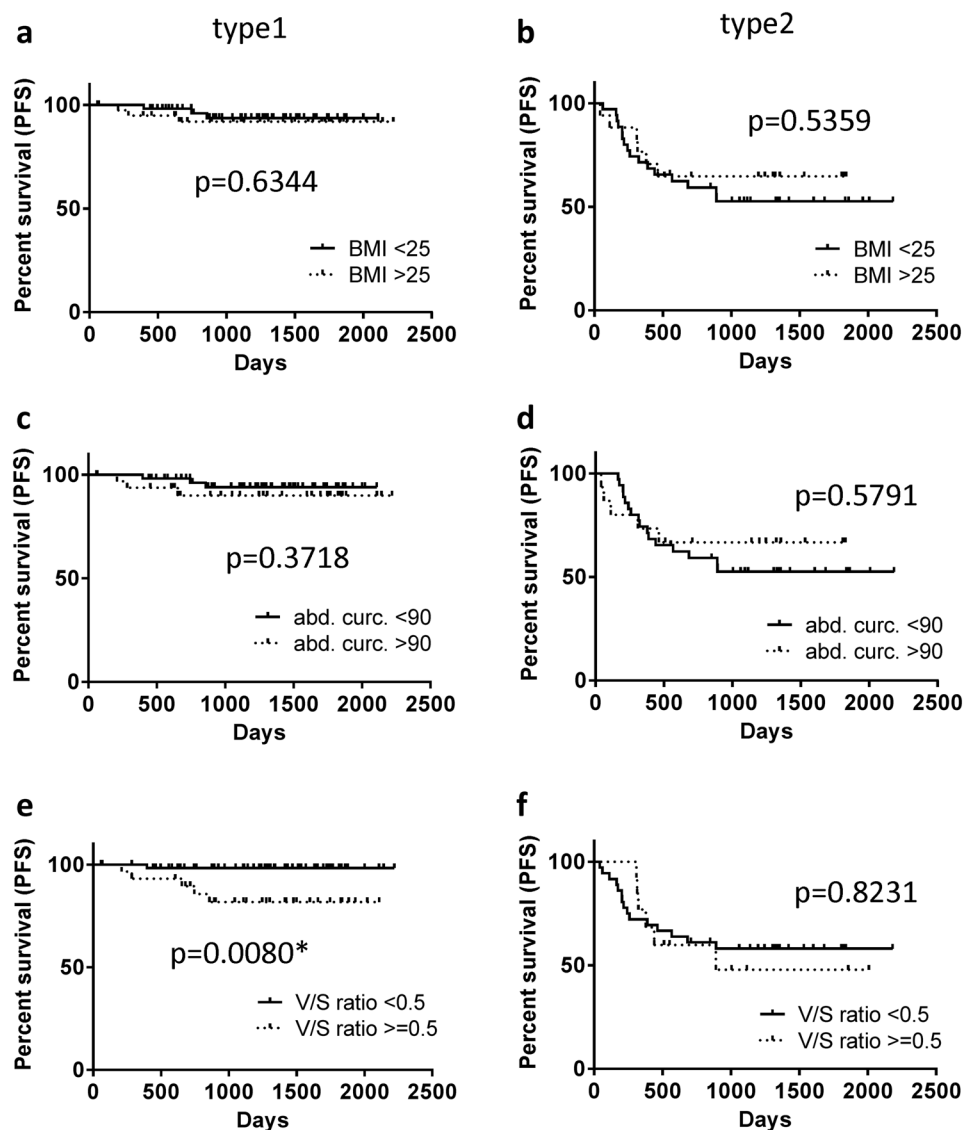 type1
type2
a
Percent survival (PFS)
100
50
0
p=0.6344
BMI <25
BMI >25
0 500 1000 1500 2000 2500
Days
b
Percent survival (PFS)
100
50
0
p=0.5359
BMI <25
BMI >25
0 500 1000 1500 2000 2500
Days
c
Percent survival (PFS)
100
50
0
p=0.3718
abd. curc. <90
abd. curc. >90
0 500 1000 1500 2000 2500
Days
d
Percent survival (PFS)
100
50
0
p=0.5791
abd. curc. <90
abd. curc. >90
0 500 1000 1500 2000 2500
Days
e
Percent survival (PFS)
100
50
0
p=0.0080*
V/S ratio <0.5
V/S ratio >=0.5
0 500 1000 1500 2000 2500
Days
f
Percent survival (PFS)
100
50
0
p=0.8231
V/S ratio <0.5
V/S ratio >=0.5
0 500 1000 1500 2000 2500
Days